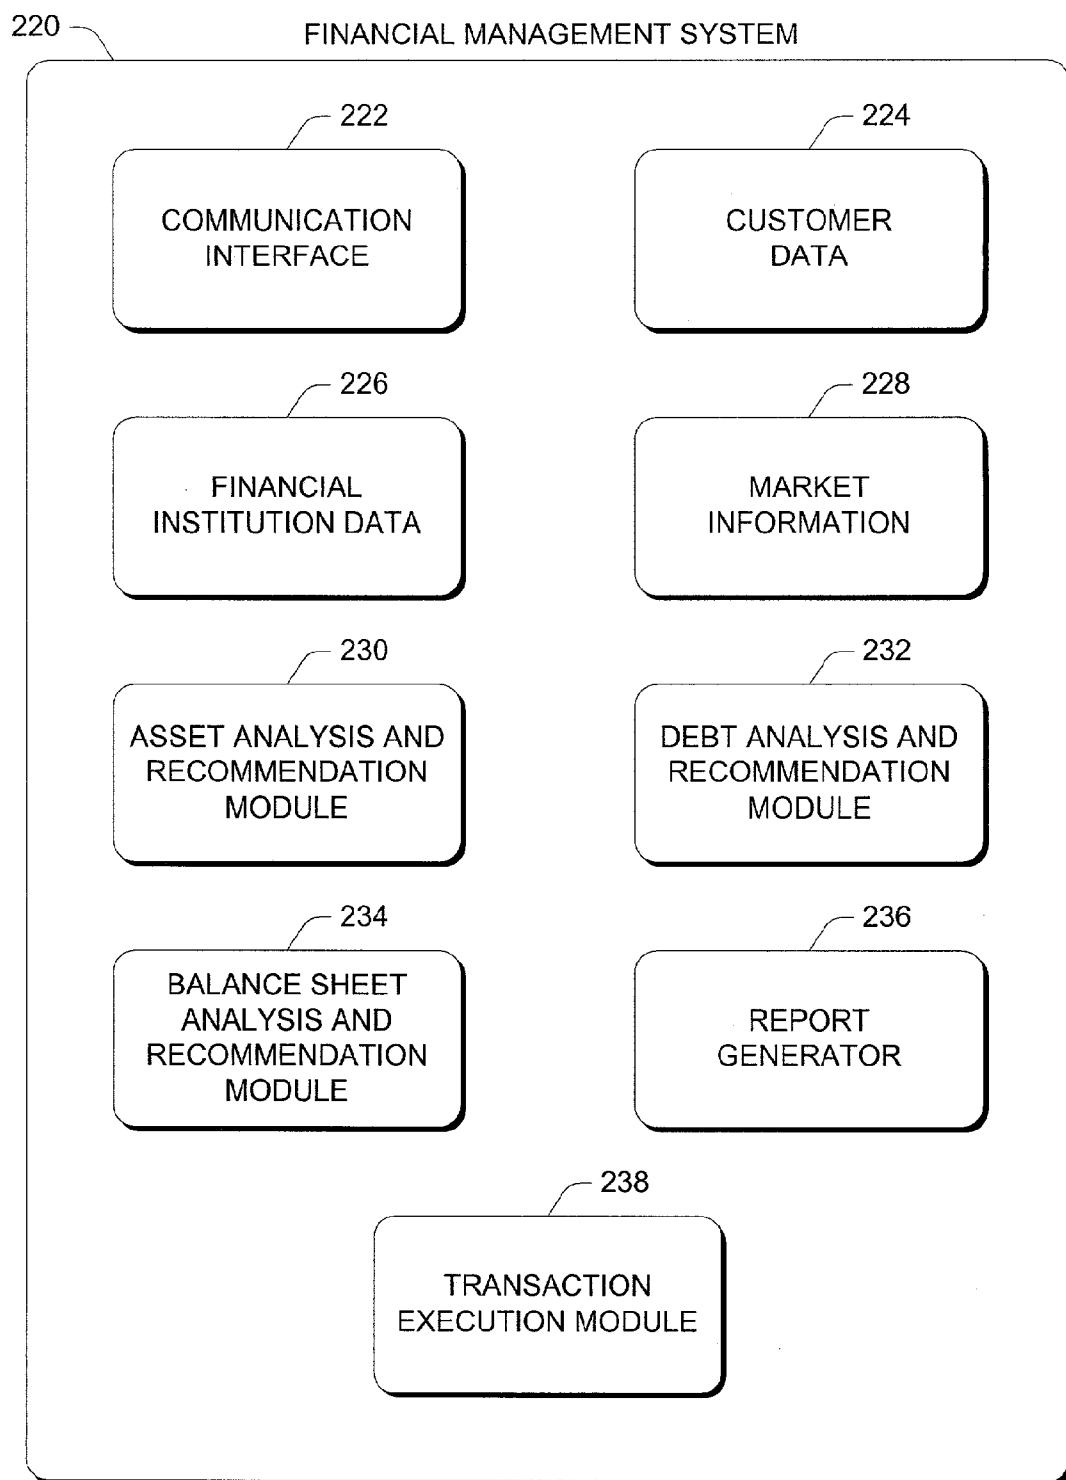 220
FINANCIAL MANAGEMENT SYSTEM
222
COMMUNICATION
INTERFACE
224
CUSTOMER
DATA
226
FINANCIAL
INSTITUTION DATA
228
MARKET
INFORMATION
230
ASSET ANALYSIS AND
RECOMMENDATION
MODULE
232
DEBT ANALYSIS AND
RECOMMENDATION
MODULE
234
BALANCE SHEET
ANALYSIS AND
RECOMMENDATION
MODULE
236
REPORT
GENERATOR
238
TRANSACTION
EXECUTION MODULE